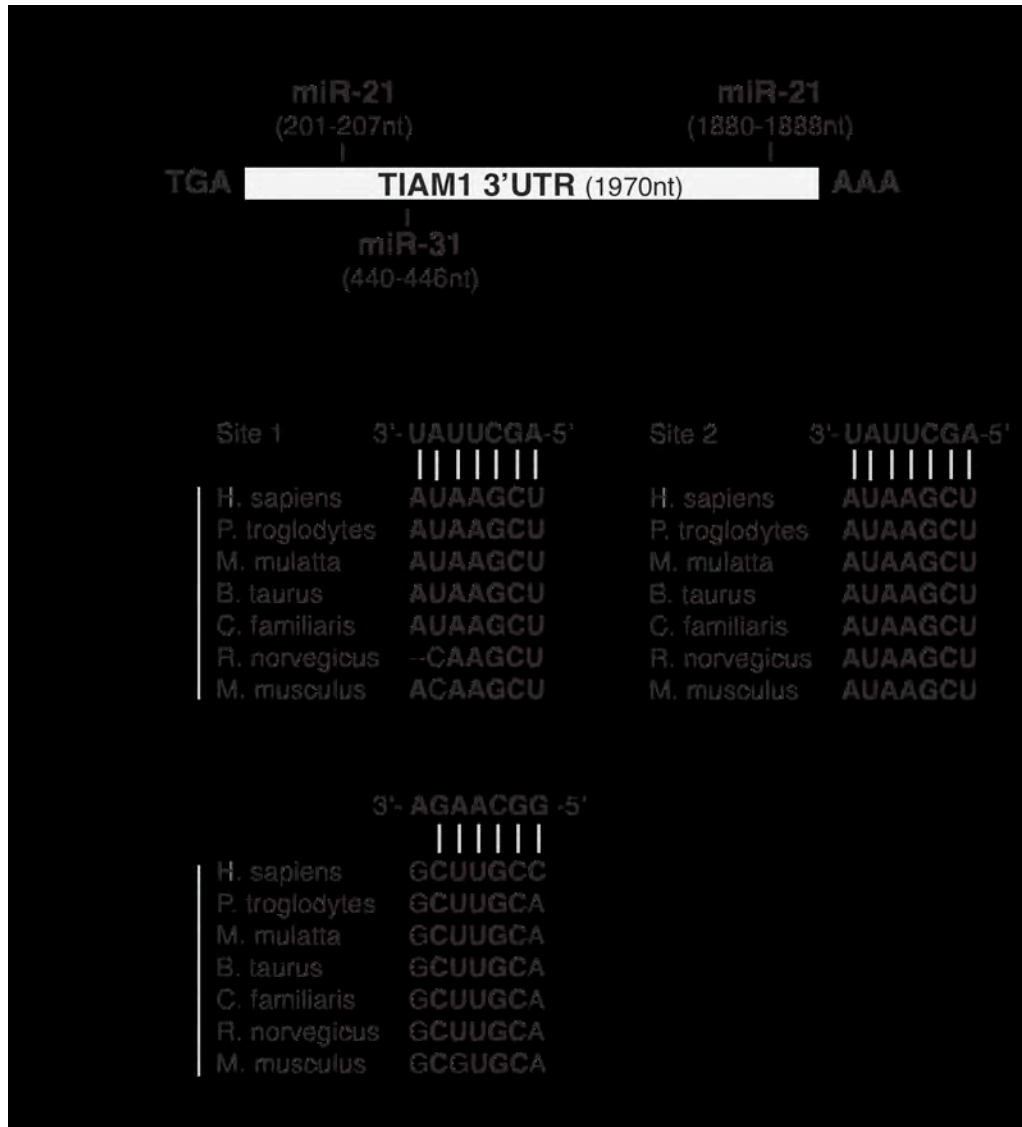 miR-21 miR-21
(201-207nt) (1880-1888nt)
TGA TIAM1 3'UTR (1970nt) AAA
miR-31
(440-446nt)
Site 1 3'- UAUUCGA-5' Site 2 3'- UAUUCGA-5'
H. sapiens AUAAGCU H. sapiens AUAAGCU
P. troglodytes AUAAGCU P. troglodytes AUAAGCU
M. mulatta AUAAGCU M. mulatta AUAAGCU
B. taurus AUAAGCU B. taurus AUAAGCU
C. familiaris AUAAGCU C. familiaris AUAAGCU
R. norvegicus --CAAGCU R. norvegicus AUAAGCU
M. musculus ACAAGCU M. musculus AUAAGCU
3'- AGAACGG -5'
H. sapiens GCUUGCC
P. troglodytes GCUUGCA
M. mulatta GCUUGCA
B. taurus GCUUGCA
C. familiaris GCUUGCA
R. norvegicus GCUUGCA
M. musculus GCGUGCA